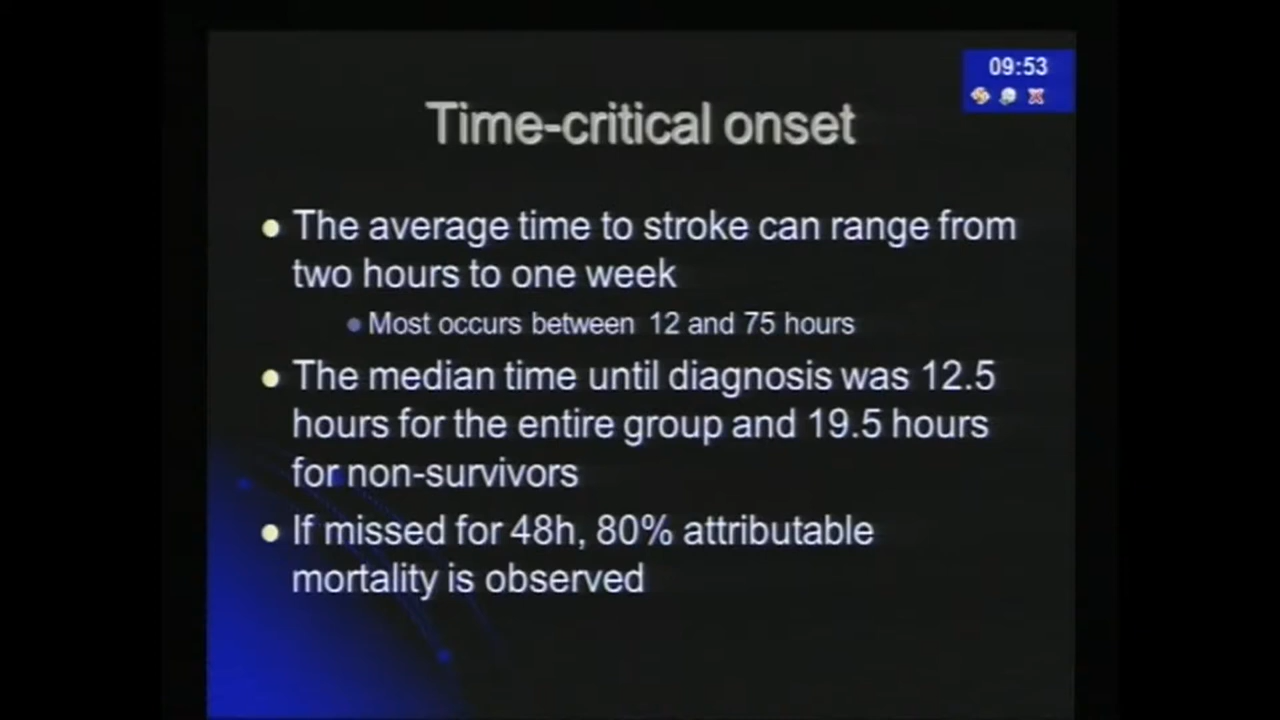 09:53
Time-critical onset
The average time to stroke can range from
two hours to one week
Most occurs between 12 and 75 hours
The median time until diagnosis was 12.5
hours for the entire group and 19.5 hours
for non-survivors
If missed for 48h, 80% attributable
mortality is observed